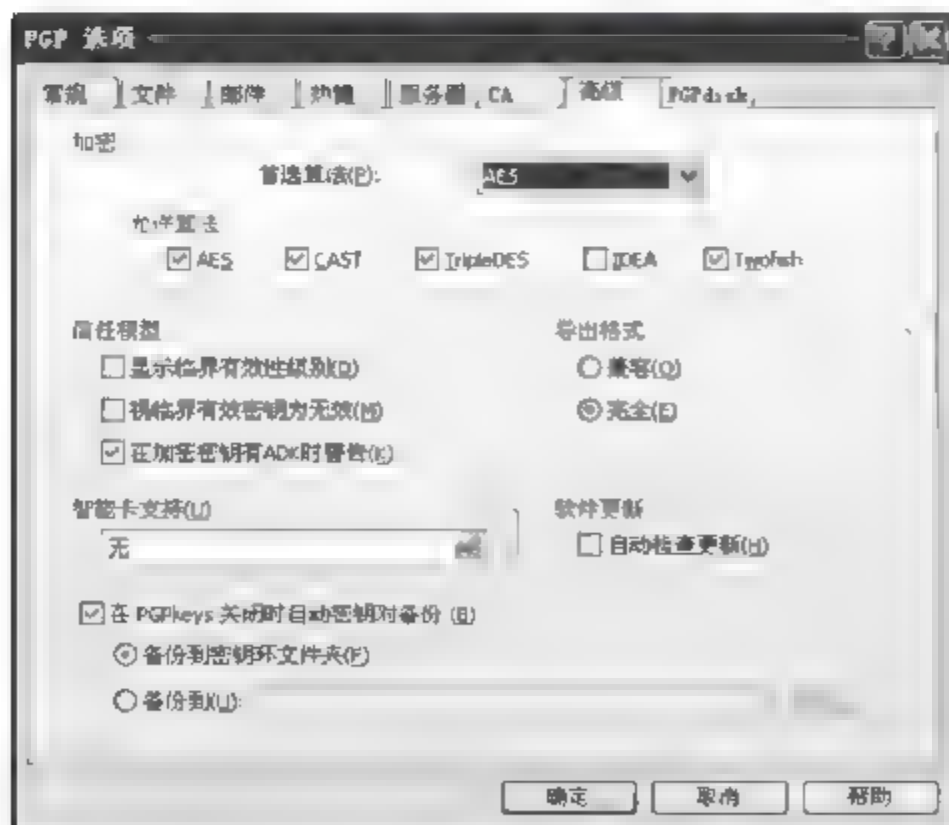 PGP 选项
常规 文件 邮件 热键 服务器 CA 高级 PGPdisk
加密
首选算法(P): AES
允许算法
AES CAST TripleDES IDEA Twofish
信任模型 导出格式
显示临界有效性级别(D) 兼容(O)
视临界有效密钥为无效(M) 完全(E)
在加密密钥有ADK时警告(K)
智能卡支持(U) 软件更新
无 自动检查更新(H)
在 PGPkeys 关闭时自动密钥对备份 (B)
备份到密钥环文件夹(F)
备份到(U):
确定 取消 帮助